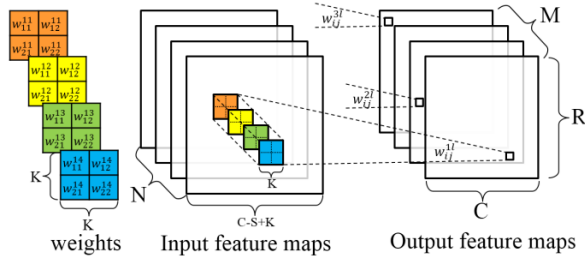 w_{11}^{11} w_{12}^{11}
w_{21}^{11} w_{22}^{11}
w_{11}^{12} w_{12}^{12}
w_{21}^{12} w_{22}^{12}
w_{11}^{13} w_{12}^{13}
w_{21}^{13} w_{22}^{13}
w_{11}^{14} w_{12}^{14}
w_{21}^{14} w_{22}^{14}
K
K
weights
N
K
C-S+K
Input feature maps
w_{ij}^{3l}
w_{ij}^{2l}
w_{ij}^{1l}
M
R
C
Output feature maps